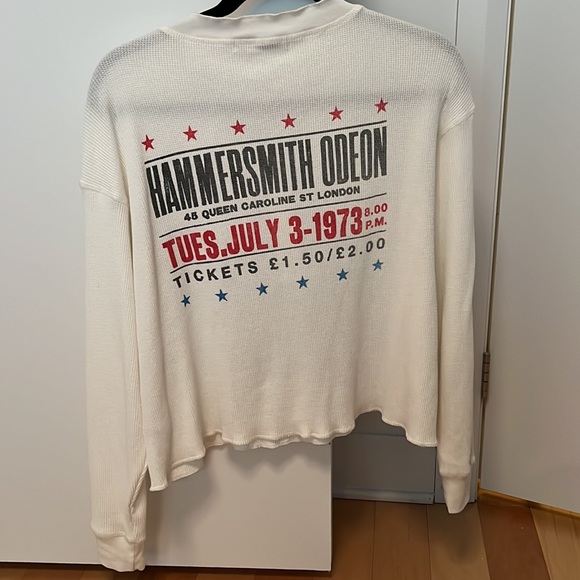 HAMMERSMITH ODEON
45 QUEEN CAROLINE ST LONDON
TUES.JULY 3-1973 8.00 P.M.
TICKETS £1.50/£2.00